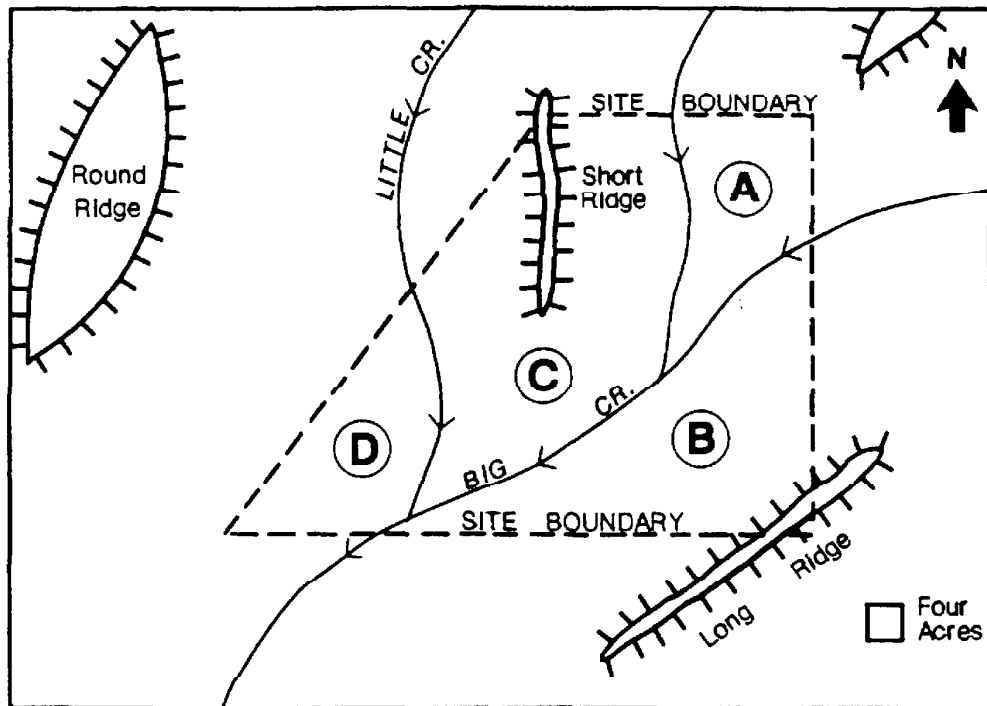 LITTLE CR.
N
SITE BOUNDARY
Round
Ridge
Short
Ridge
A
C
BIG CR.
B
D
SITE BOUNDARY
Long Ridge
Four
Acres